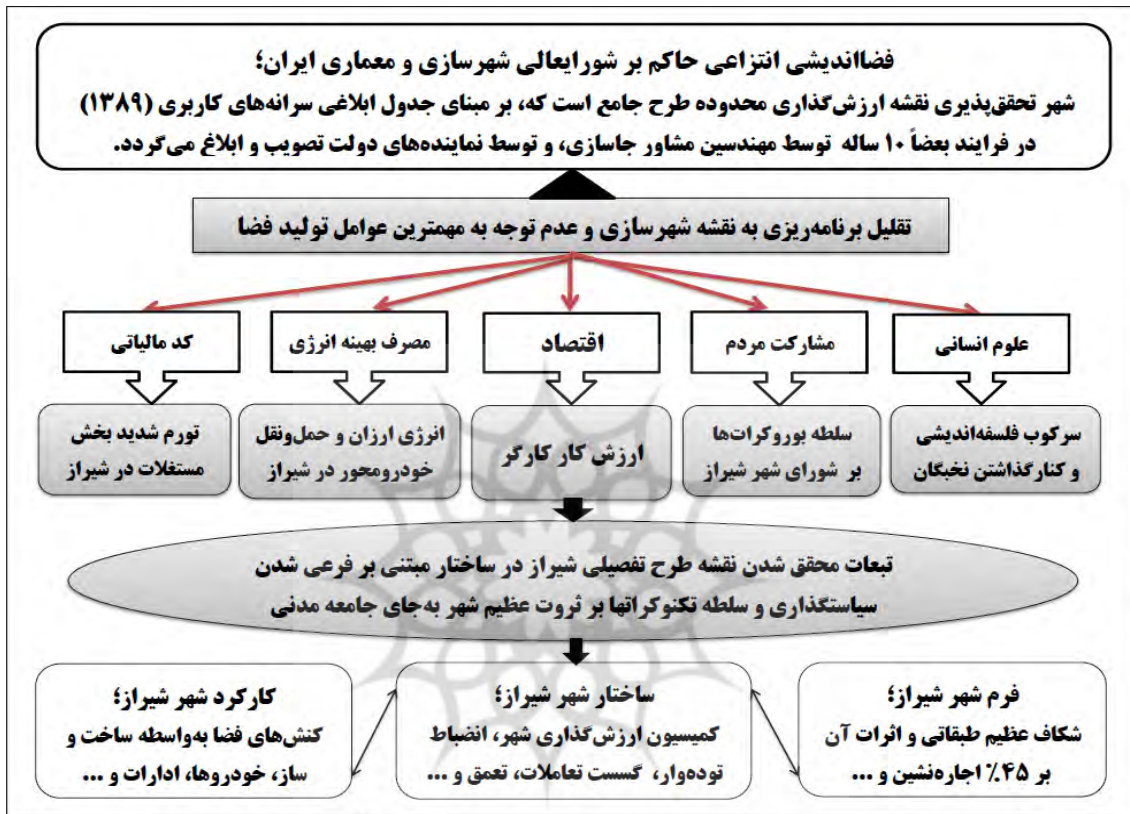 فضااندیشی انتزاعی حاکم بر شورایعالی شهرسازی و معماری ایران؛
شهر تحقق‌پذیری نقشه ارزش‌گذاری محدوده طرح جامع است که، بر مبنای جدول ابلاغی سرانه‌های کاربری (۱۳۸۹)
در فرایند بعضاً ۱۰ ساله توسط مهندسین مشاور جاسازی، و توسط نماینده‌های دولت تصویب و ابلاغ می‌گردد.
تقلیل برنامه‌ریزی به نقشه شهرسازی و عدم توجه به مهمترین عوامل تولید فضا
علوم انسانی
مشارکت مردم
اقتصاد
مصرف بهینه انرژی
کد مالیاتی
سرکوب فلسفه‌اندیشی
و کنارگذاشتن نخبگان
سلطه بوروکرات‌ها
بر شورای شهر شیراز
ارزش کار کارگر
انرژی ارزان و حمل‌ونقل
خودرومحور در شیراز
تورم شدید بخش
مستغلات در شیراز
تبعات محقق شدن نقشه طرح تفصیلی شیراز در ساختار مبتنی بر فرعی شدن
سیاستگذاری و سلطه تکنوکراتها بر ثروت عظیم شهر به‌جای جامعه مدنی
فرم شهر شیراز؛
شکاف عظیم طبقاتی و اثرات آن
بر ۴۵٪ اجاره‌نشین و ...
ساختار شهر شیراز؛
کمیسیون ارزش‌گذاری شهر، انضباط
توده‌وار، گسست تعاملات، تعمق و ...
کارکرد شهر شیراز؛
کنش‌های فضا به‌واسطه ساخت و
ساز، خودروها، ادارات و ...